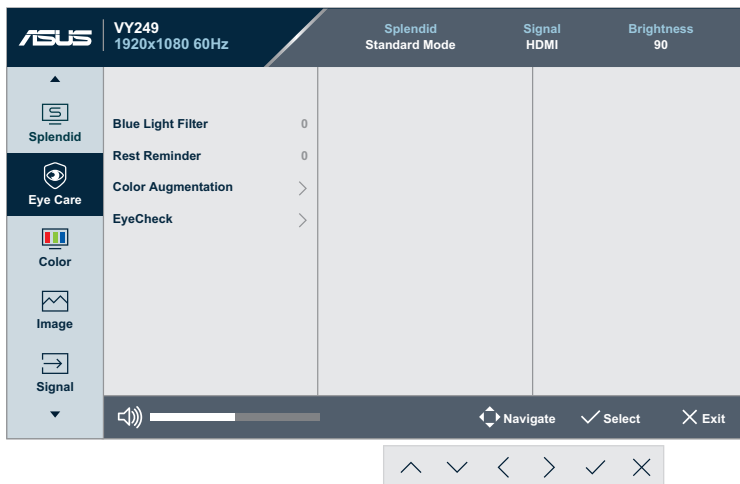 ASUS
VY249
1920x1080 60Hz
Splendid
Standard Mode
Signal
HDMI
Brightness
90
Splendid
Eye Care
Color
Image
Signal
Blue Light Filter 0
Rest Reminder 0
Color Augmentation
EyeCheck
Navigate
Select
Exit